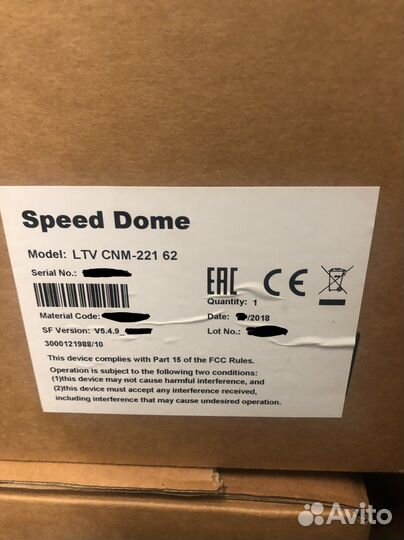 Speed Dome
Model: LTV CNM-221 62
Serial No.:
EAC CE
Quantity: 1
Material Code:
Date: /2018
SF Version: V5.4.9_
Lot No.:
3000121988/10
This device complies with Part 15 of the FCC Rules.
Operation is subject to the following two conditions:
(1)this device may not cause harmful interference, and
(2)this device must accept any interference received,
including interference that may cause undesired operation.
Avito